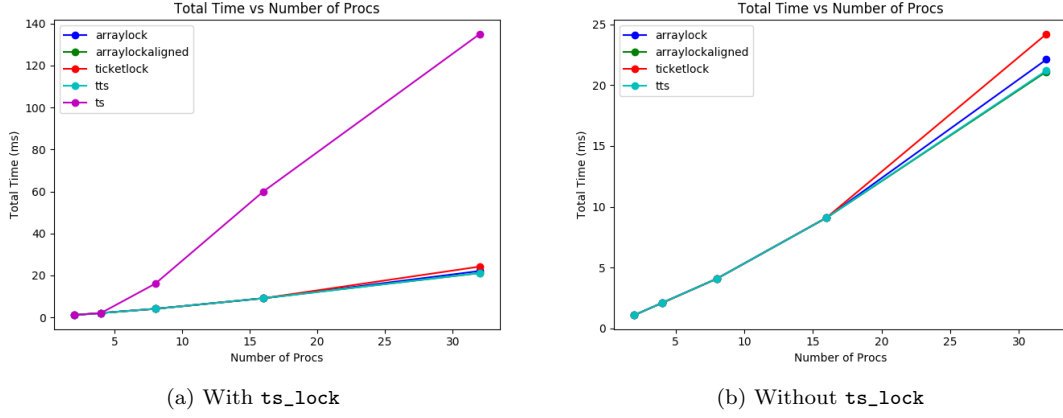 Total Time vs Number of Procs
140
120
100
80
60
40
20
0
Total Time (ms)
arraylock
arraylockaligned
ticketlock
tts
ts
5
10
15
20
25
30
Number of Procs
(a) With ts_lock
Total Time vs Number of Procs
25
20
15
10
5
0
Total Time (ms)
arraylock
arraylockaligned
ticketlock
tts
5
10
15
20
25
30
Number of Procs
(b) Without ts_lock